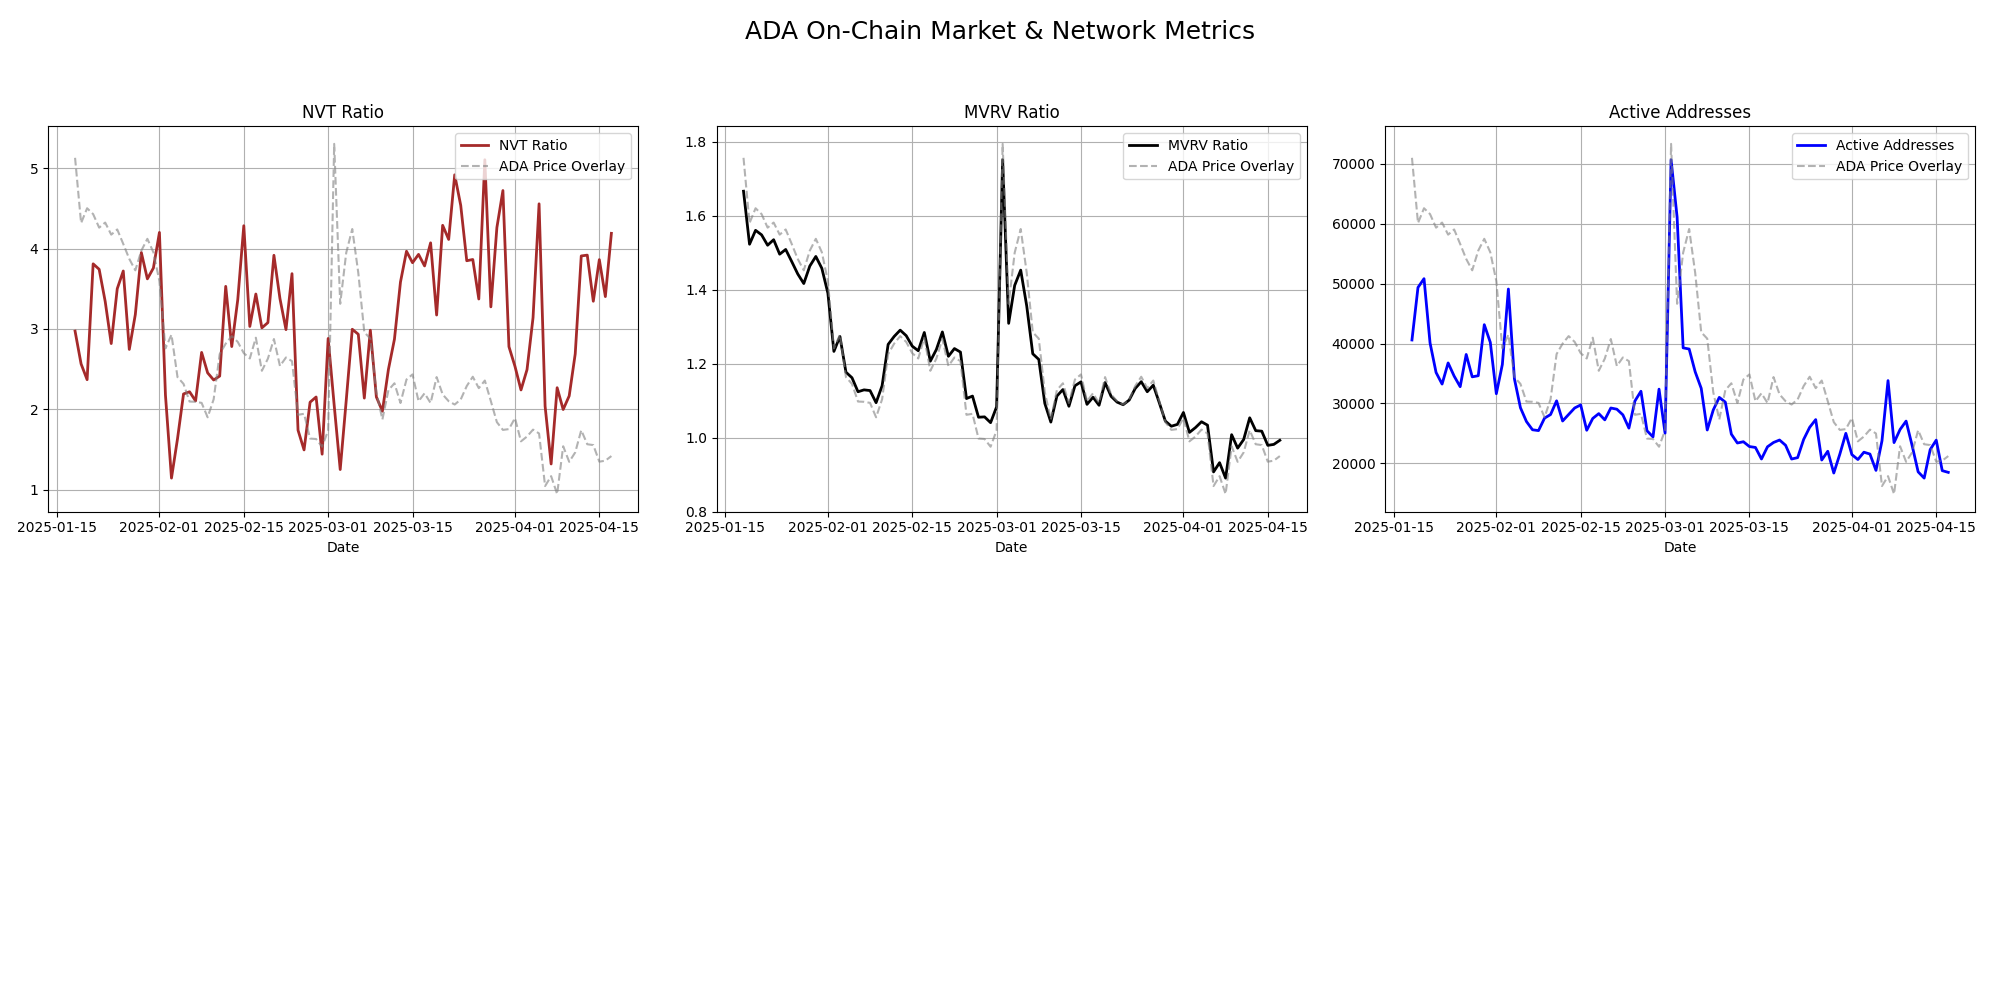 ADA On-Chain Market & Network Metrics
NVT Ratio
NVT Ratio
ADA Price Overlay
5
4
3
2
1
2025-01-15
2025-02-01
2025-02-15
2025-03-01
2025-03-15
2025-04-01
2025-04-15
Date
MVRV Ratio
MVRV Ratio
ADA Price Overlay
1.8
1.6
1.4
1.2
1.0
0.8
2025-01-15
2025-02-01
2025-02-15
2025-03-01
2025-03-15
2025-04-01
2025-04-15
Date
Active Addresses
Active Addresses
ADA Price Overlay
70000
60000
50000
40000
30000
20000
2025-01-15
2025-02-01
2025-02-15
2025-03-01
2025-03-15
2025-04-01
2025-04-15
Date